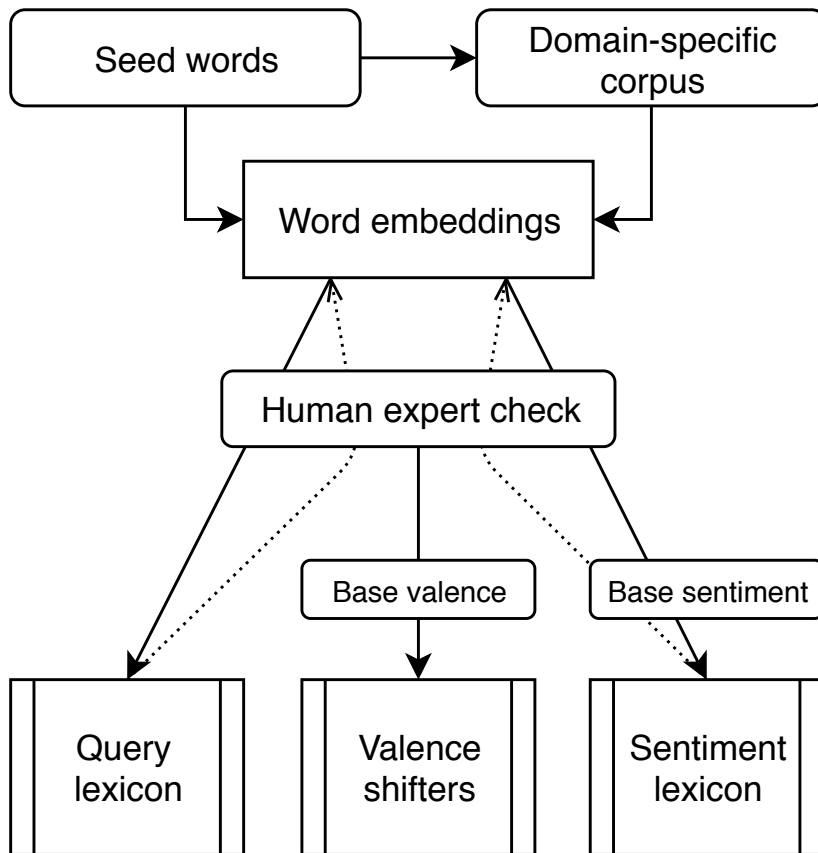 Seed words
Domain-specific
corpus
Word embeddings
Human expert check
Base valence
Base sentiment
Query
lexicon
Valence
shifters
Sentiment
lexicon